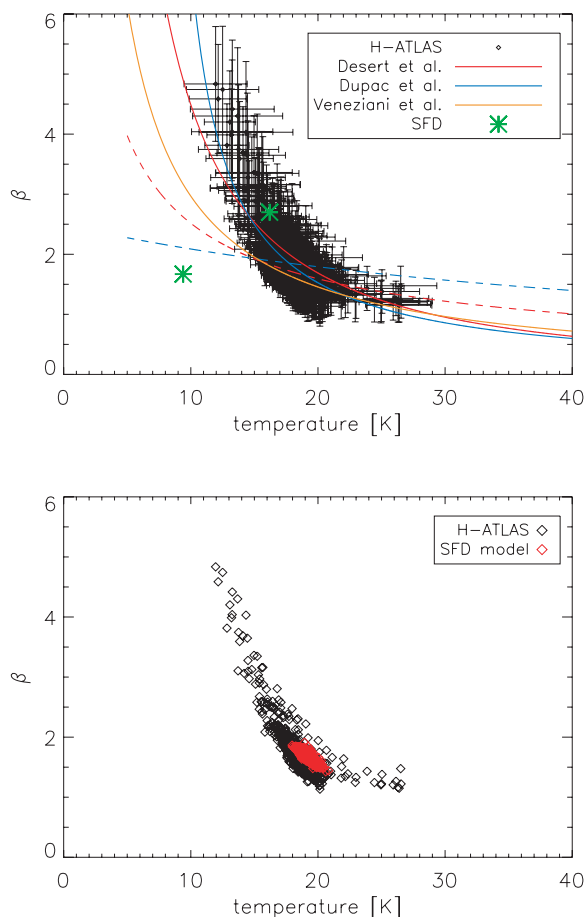 H-ATLAS
Desert et al.
Dupac et al.
Veneziani et al.
SFD
6
4
2
0
β
0 10 20 30 40
temperature [K]
H-ATLAS
SFD model
6
4
2
0
β
0 10 20 30 40
temperature [K]